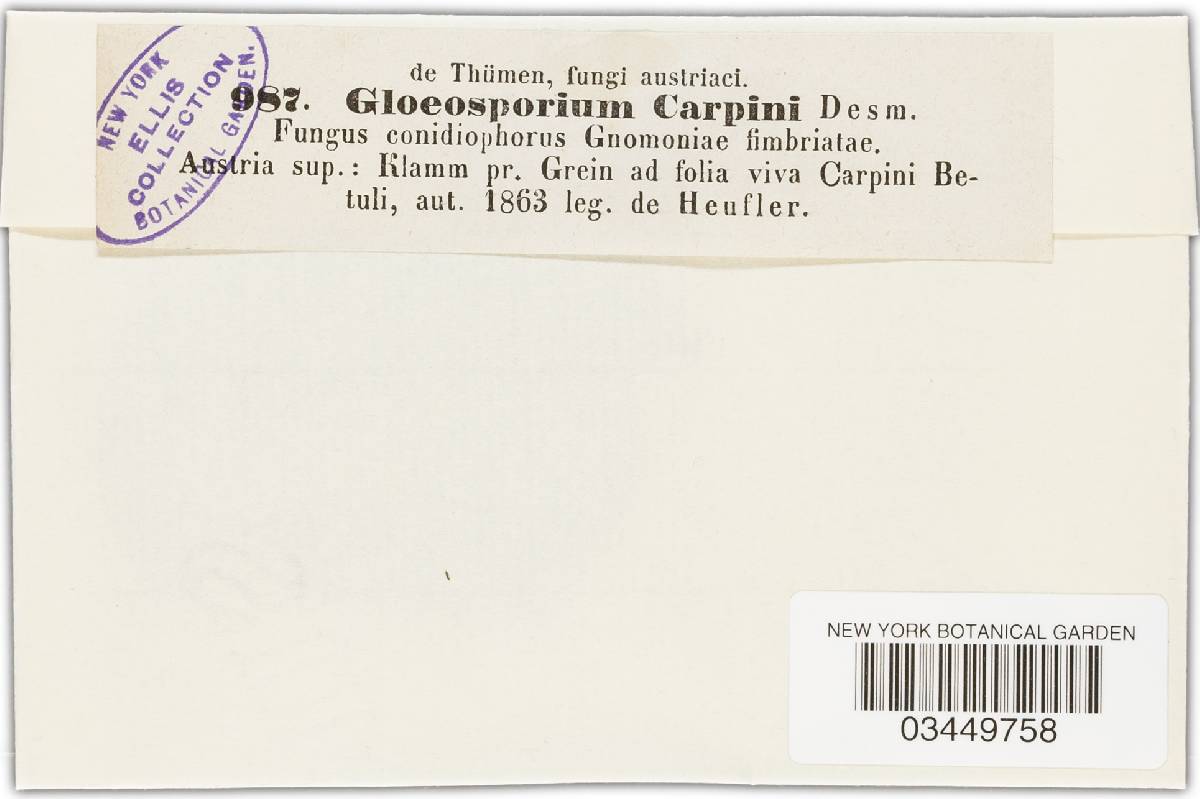 de Thümen, fungi austriaci.
987. Gloeosporium Carpini Desm.
Fungus conidiophorus Gnomoniae fimbriatae.
Austria sup.: Klamm pr. Grein ad folia viva Carpini Be-
tuli, aut. 1863 leg. de Heufler.
NEW YORK
ELLIS
COLLECTION
BOTANICAL GARDEN.
NEW YORK BOTANICAL GARDEN
03449758